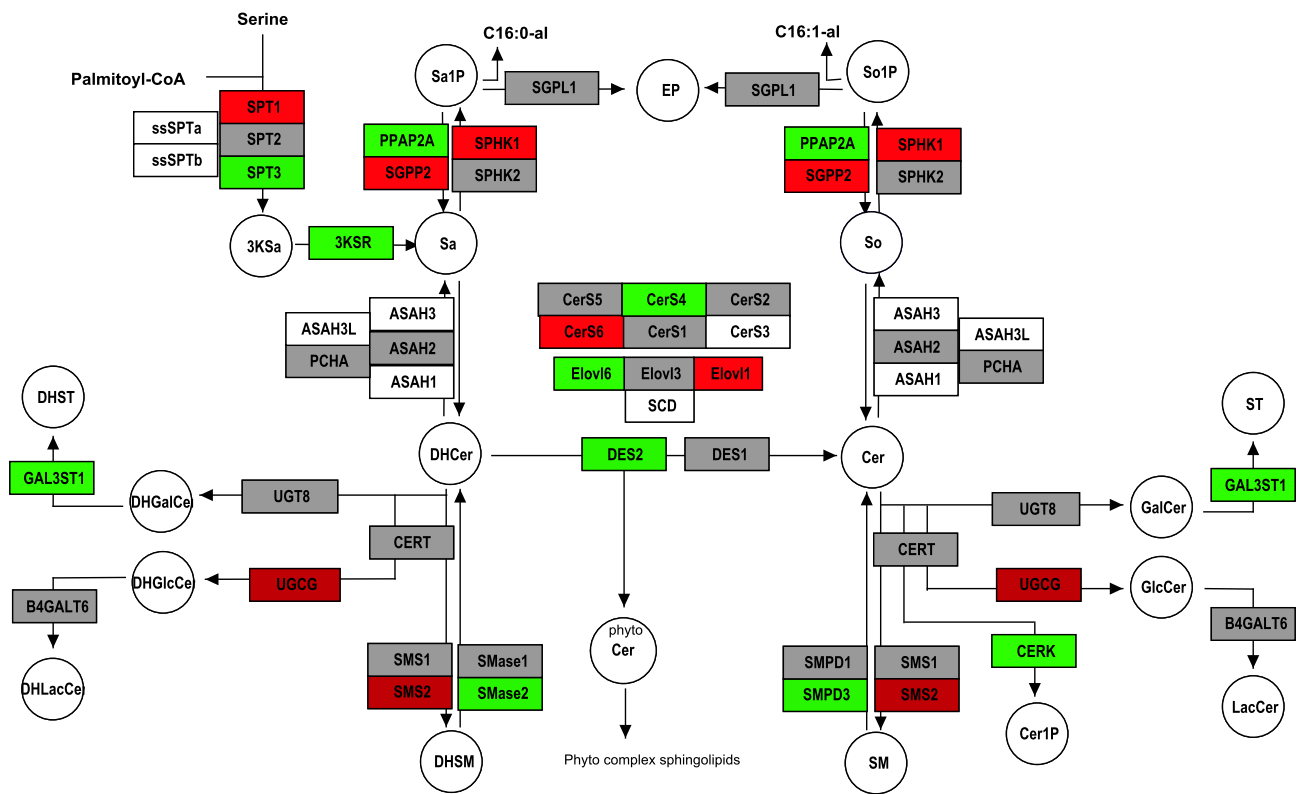 Serine
C16:0-al
C16:1-al
Palmitoyl-CoA
Sa1P
SGPL1
EP
SGPL1
So1P
SPT1
ssSPTa
SPT2
ssSPTb
SPT3
PPAP2A
SPHK1
SGPP2
SPHK2
PPAP2A
SPHK1
SGPP2
SPHK2
3KSa
3KSR
Sa
So
CerS5
CerS4
CerS2
CerS6
CerS1
CerS3
Elovl6
Elovl3
Elovl1
SCD
ASAH3
ASAH3L
ASAH2
PCHA
ASAH1
ASAH3
ASAH3L
ASAH2
PCHA
ASAH1
DHST
ST
DHCer
DES2
DES1
Cer
GAL3ST1
DHGalCe
UGT8
CERT
UGT8
CERT
GalCer
GAL3ST1
DHGlcCe
UGCG
UGCG
GlcCer
B4GALT6
B4GALT6
phyto
Cer
CERK
SMS1
SMase1
SMS2
SMase2
SMPD1
SMS1
SMPD3
SMS2
DHLacCe
LacCer
DHSM
Phyto complex sphingolipids
SM
Cer1P